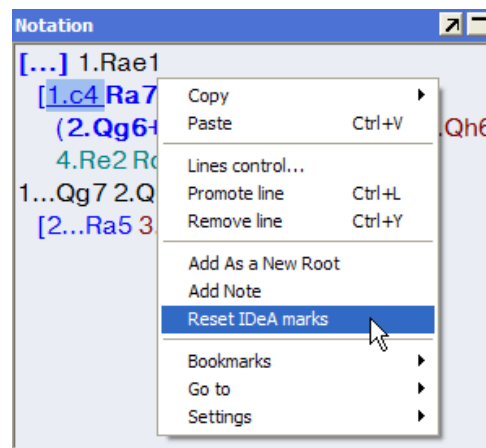 Notation
[...] 1.Rae1
[1.c4 Ra7
(2.Qg6+ .Qh6
4.Re2
1...Qg7 2.Q
[2...Ra5 3.
Copy
Paste Ctrl+V
Lines control...
Promote line Ctrl+L
Remove line Ctrl+Y
Add As a New Root
Add Note
Reset IDeA marks
Bookmarks
Go to
Settings